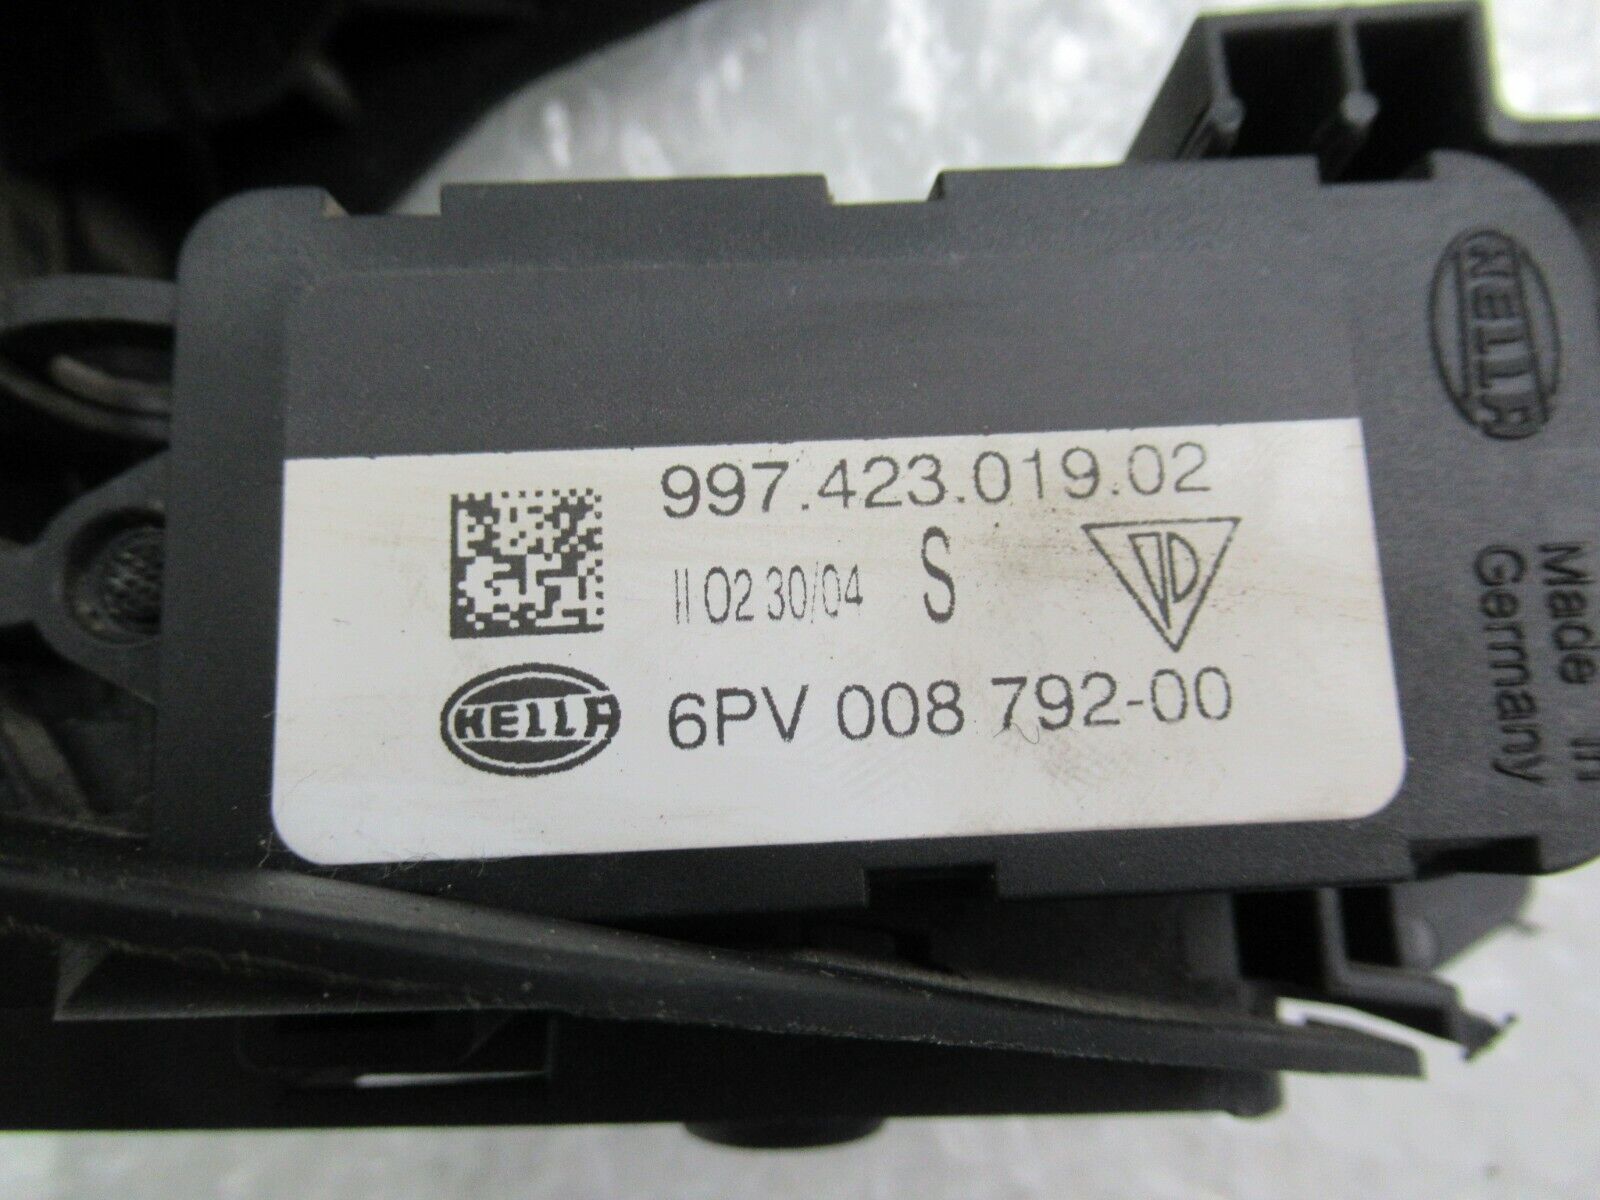 997.423.019.02
II 02 30/04 S
HELLA 6PV 008 792-00
HELLA
Made in
Germany